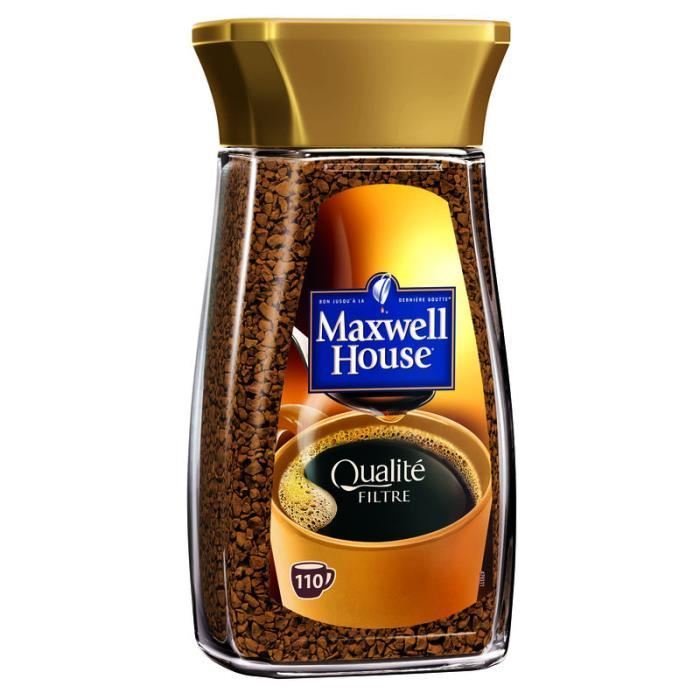 BON JUSQU'À LA DERNIÈRE GOUTTE*
Maxwell
House
Qualité
FILTRE
110